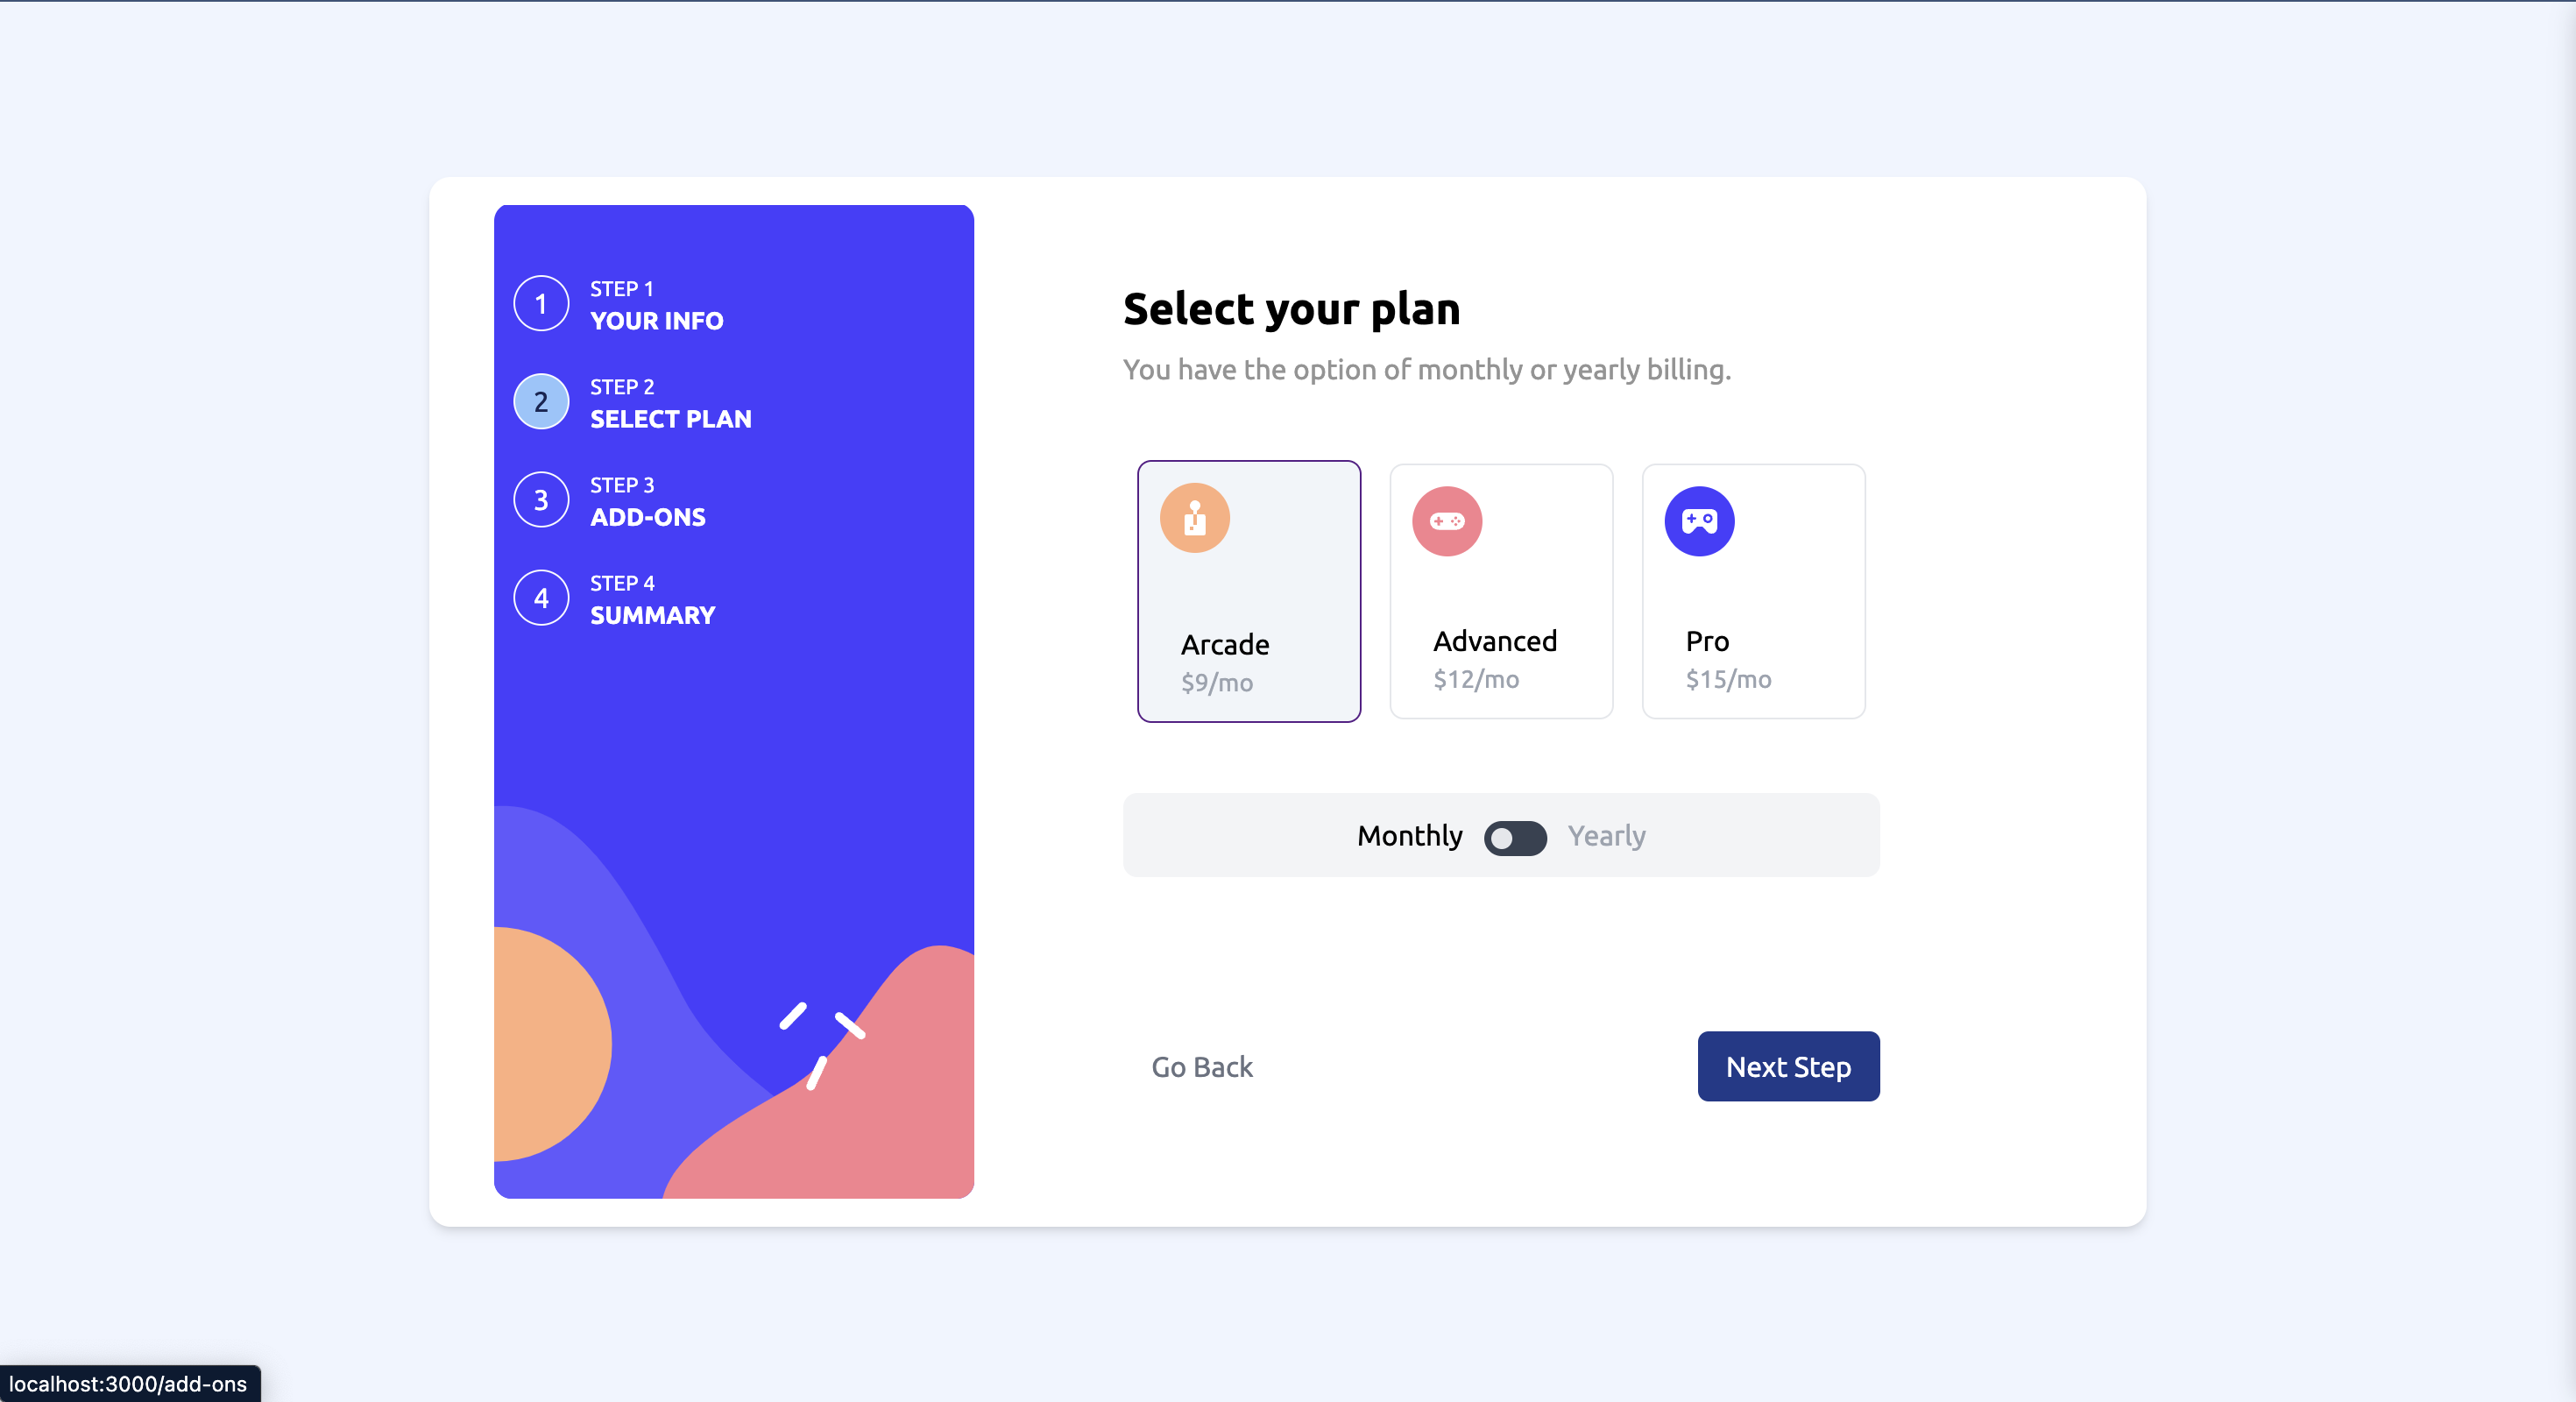 1
STEP 1
YOUR INFO
2
STEP 2
SELECT PLAN
3
STEP 3
ADD-ONS
4
STEP 4
SUMMARY
Select your plan
You have the option of monthly or yearly billing.
Arcade
$9/mo
Advanced
$12/mo
Pro
$15/mo
Monthly Yearly
Go Back Next Step
localhost:3000/add-ons